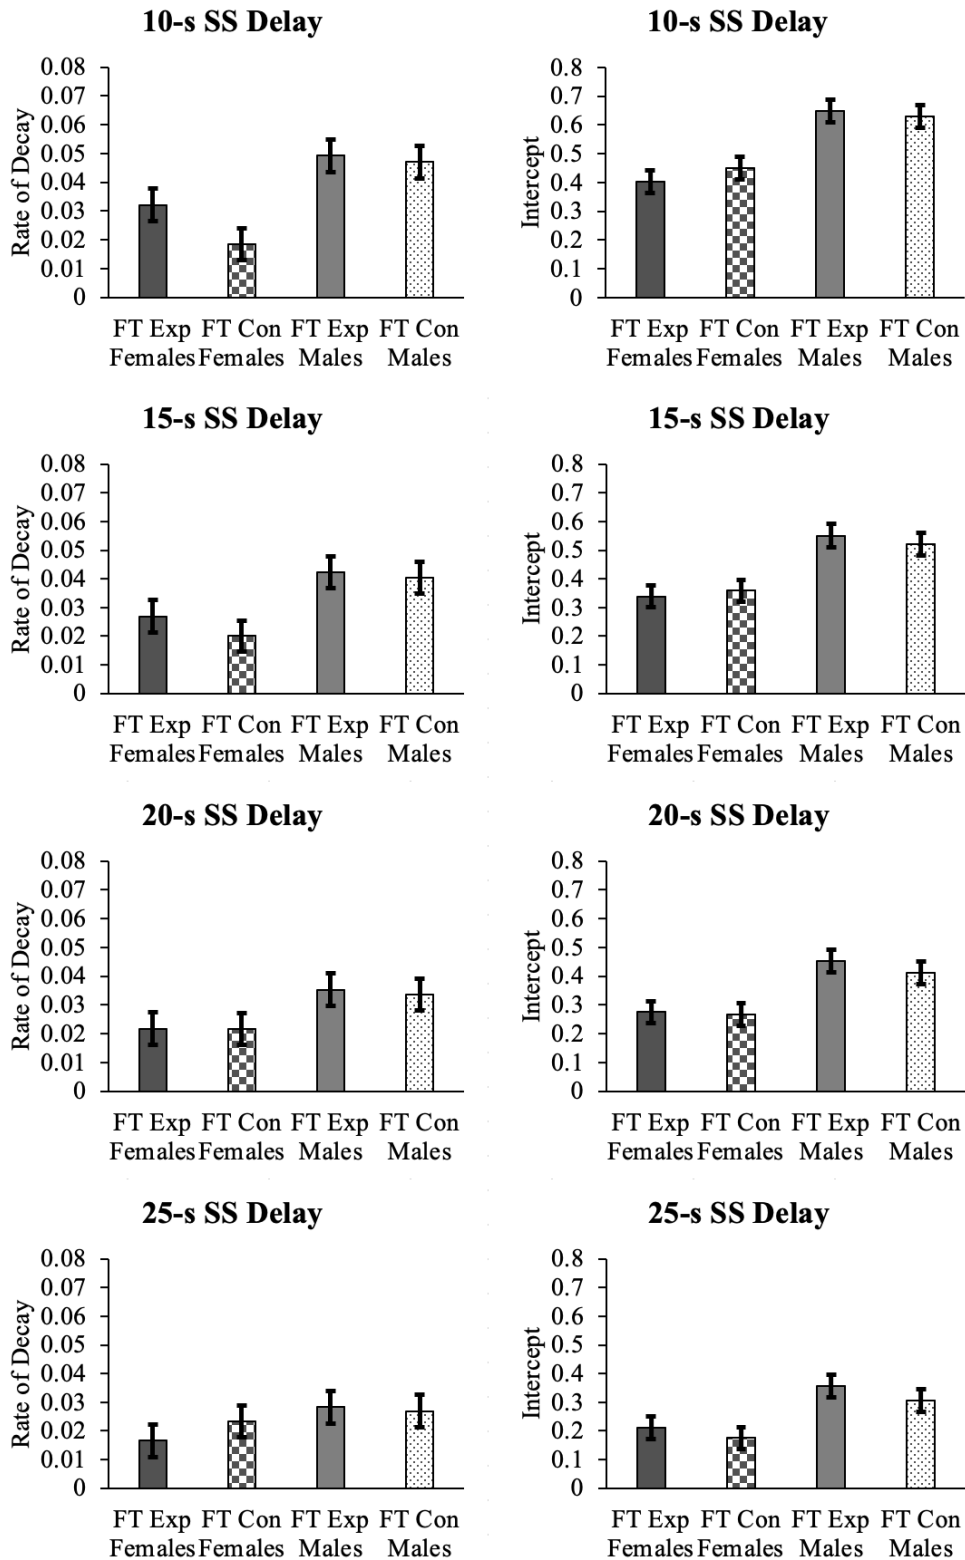 10-s SS Delay
Rate of Decay
0.08
0.07
0.06
0.05
0.04
0.03
0.02
0.01
0
FT Exp FT Con FT Exp FT Con
Females Females Males Males
10-s SS Delay
Intercept
0.8
0.7
0.6
0.5
0.4
0.3
0.2
0.1
0
FT Exp FT Con FT Exp FT Con
Females Females Males Males
15-s SS Delay
Rate of Decay
0.08
0.07
0.06
0.05
0.04
0.03
0.02
0.01
0
FT Exp FT Con FT Exp FT Con
Females Females Males Males
15-s SS Delay
Intercept
0.8
0.7
0.6
0.5
0.4
0.3
0.2
0.1
0
FT Exp FT Con FT Exp FT Con
Females Females Males Males
20-s SS Delay
Rate of Decay
0.08
0.07
0.06
0.05
0.04
0.03
0.02
0.01
0
FT Exp FT Con FT Exp FT Con
Females Females Males Males
20-s SS Delay
Intercept
0.8
0.7
0.6
0.5
0.4
0.3
0.2
0.1
0
FT Exp FT Con FT Exp FT Con
Females Females Males Males
25-s SS Delay
Rate of Decay
0.08
0.07
0.06
0.05
0.04
0.03
0.02
0.01
0
FT Exp FT Con FT Exp FT Con
Females Females Males Males
25-s SS Delay
Intercept
0.8
0.7
0.6
0.5
0.4
0.3
0.2
0.1
0
FT Exp FT Con FT Exp FT Con
Females Females Males Males